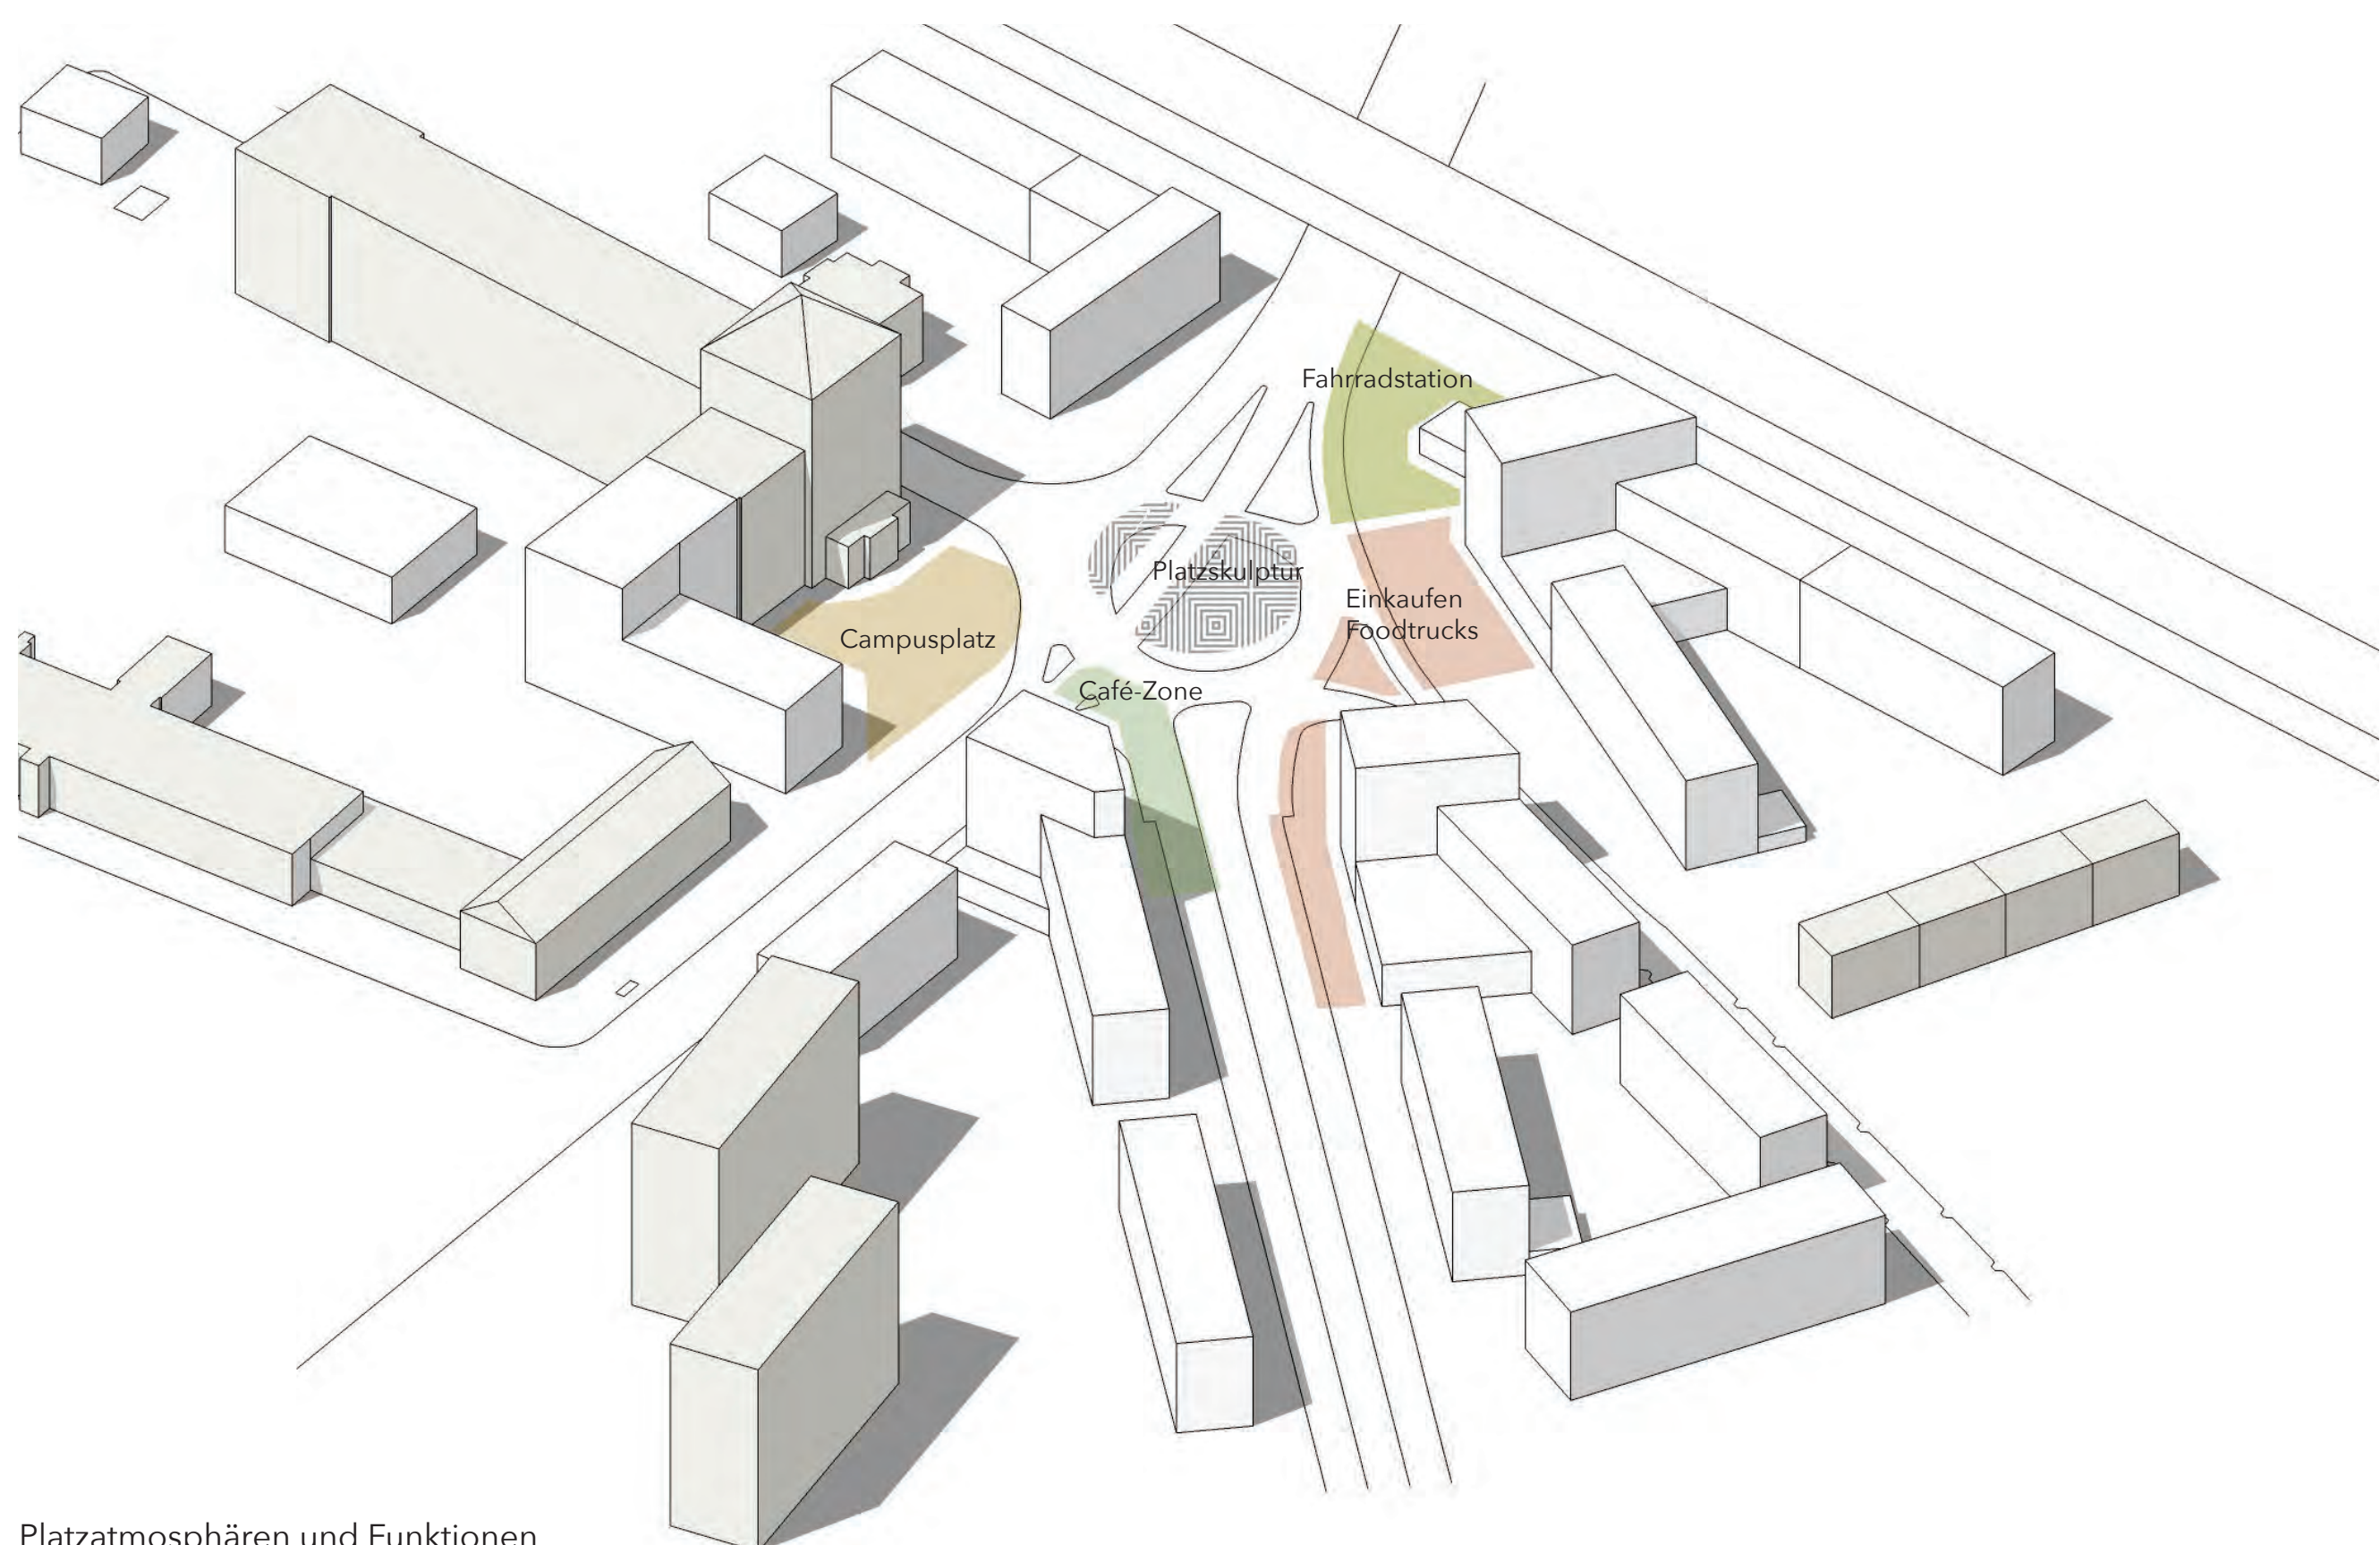 Fahrradstation
Platzskulptur
Einkaufen
Foodtrucks
Campusplatz
Café-Zone
Platzatmosphären und Funktionen